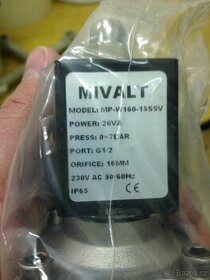 MIVALT
MODEL: MP-W160-15SSV
POWER: 26VA
PRESS: 0~7BAR
PORT: G1/2
ORIFICE: 16MM
230V AC 50/60Hz
IP65 CE